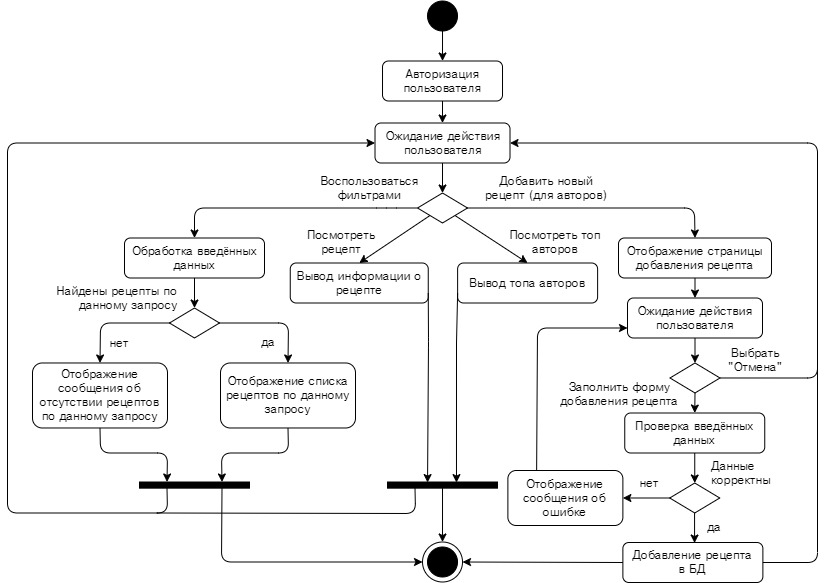 Авторизация
пользователя
Ожидание действия
пользователя
Воспользоваться
фильтрами
Добавить новый
рецепт (для авторов)
Посмотреть
рецепт
Посмотреть топ
авторов
Обработка введённых
данных
Вывод информации о
рецепте
Вывод топа авторов
Отображение страницы
добавления рецепта
Найдены рецепты по
данному запросу
нет
да
Ожидание действия
пользователя
Выбрать
"Отмена"
Отображение
сообщения об
отсутствии рецептов
по данному запросу
Отображение списка
рецептов по данному
запросу
Заполнить форму
добавления рецепта
Проверка введённых
данных
Данные
корректны
нет
Отображение
сообщения об
ошибке
да
Добавление рецепта
в БД